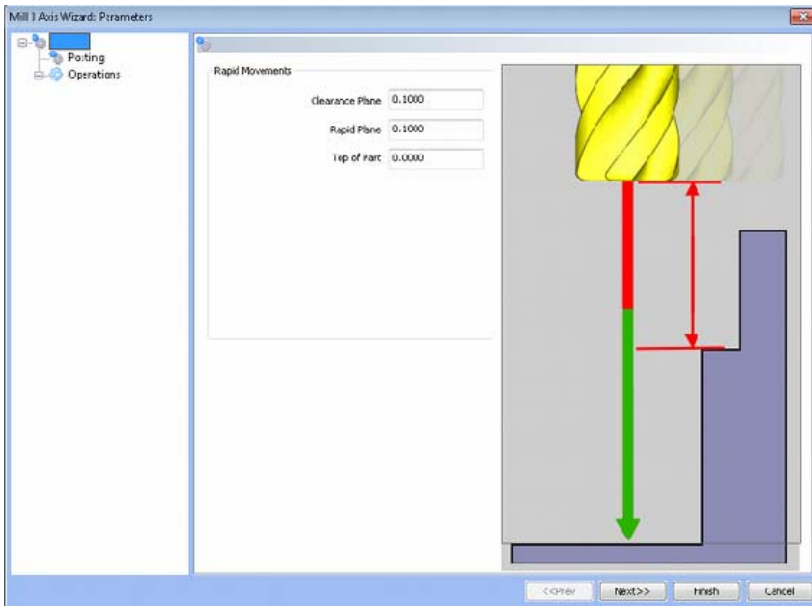 Mill 3 Axis Wizard: Parameters
Posting
Operations
Rapid Movements
Clearance Plane 0.1000
Rapid Plane 0.1000
Top of Part 0.0000
<<Prev
Next>>
Finish
Cancel